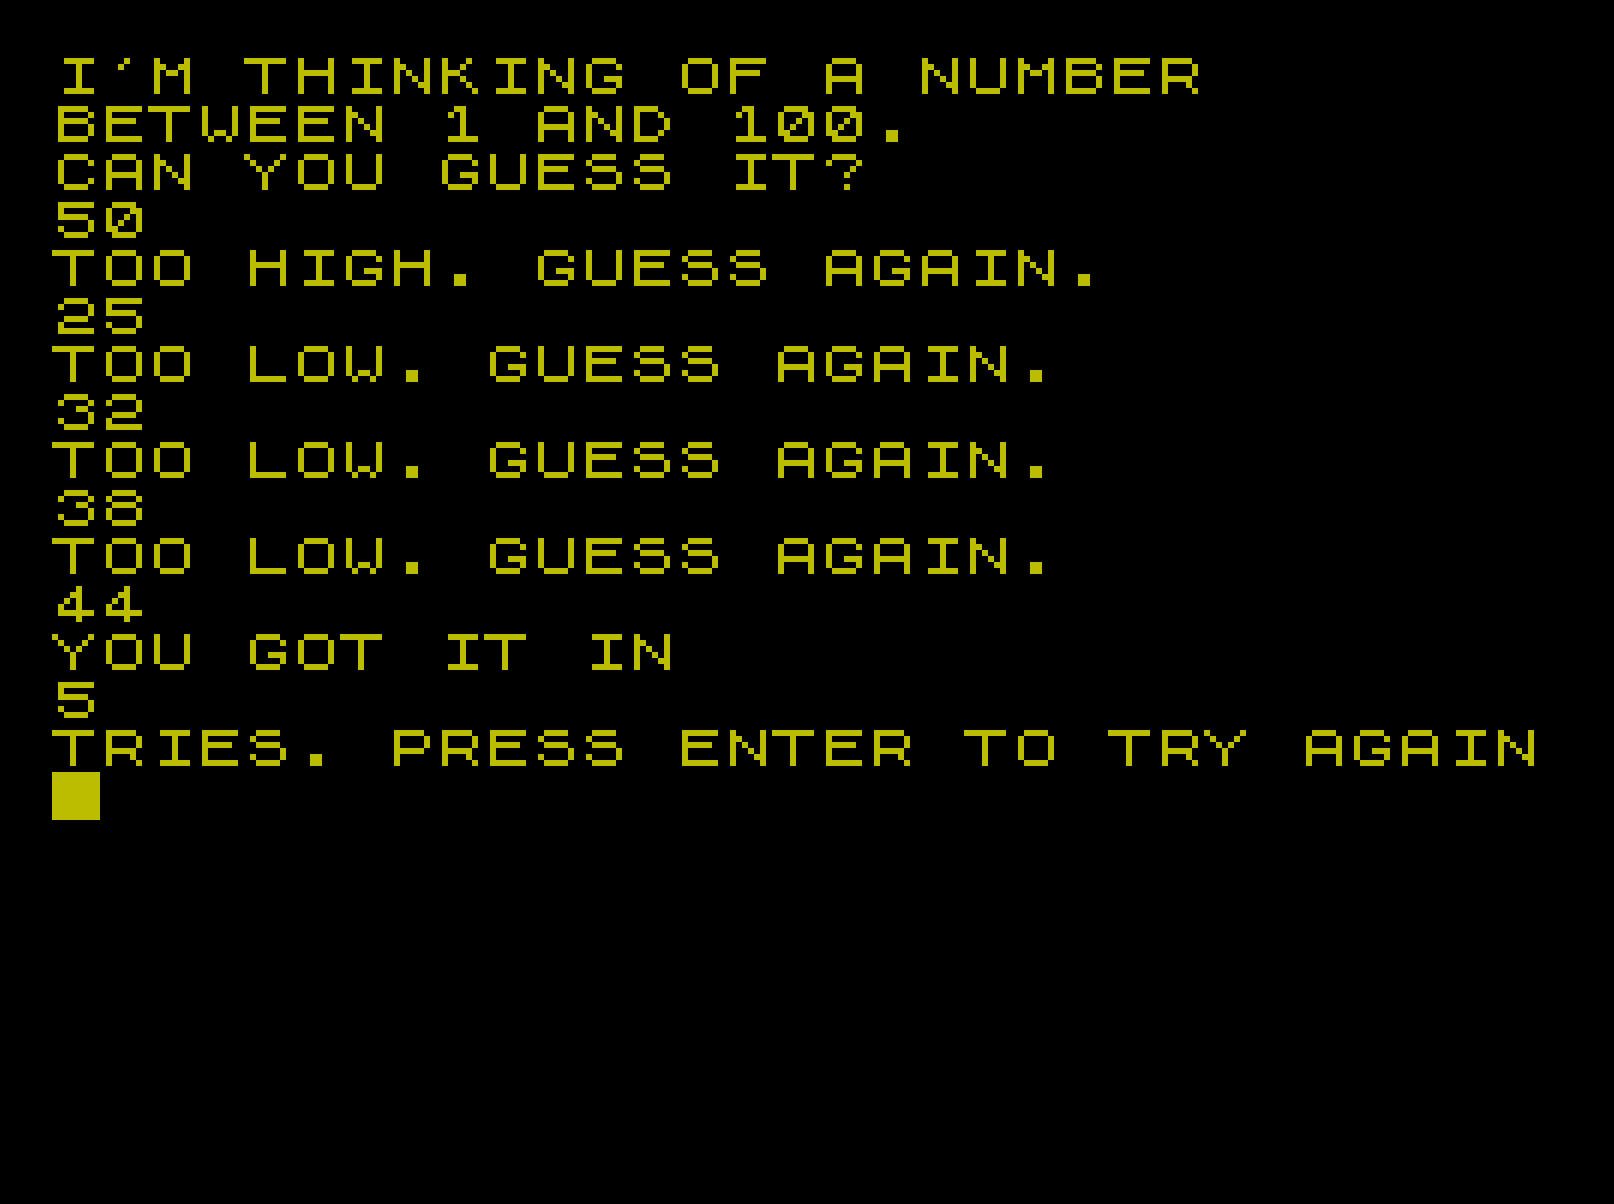 I'M THINKING OF A NUMBER
BETWEEN 1 AND 100.
CAN YOU GUESS IT?
50
TOO HIGH. GUESS AGAIN.
25
TOO LOW. GUESS AGAIN.
32
TOO LOW. GUESS AGAIN.
38
TOO LOW. GUESS AGAIN.
44
YOU GOT IT IN
5
TRIES. PRESS ENTER TO TRY AGAIN